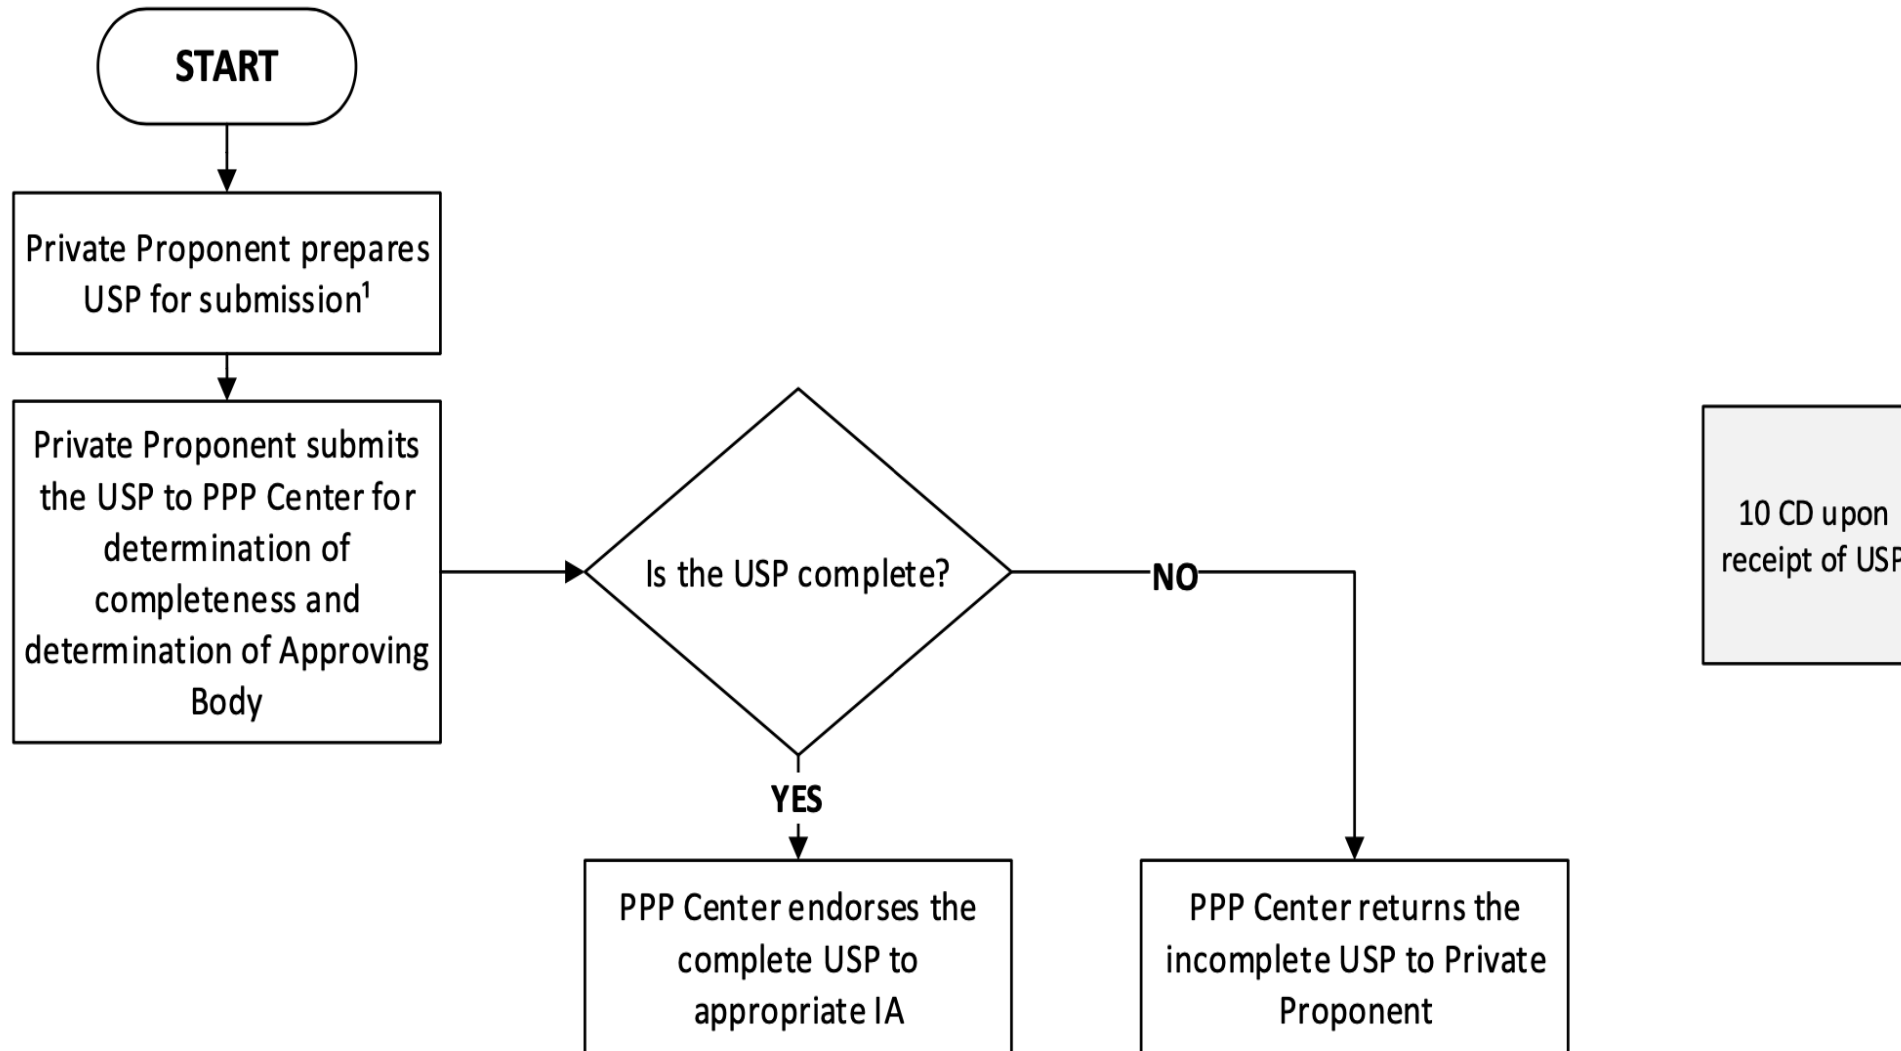 START
Private Proponent prepares
USP for submission¹
Private Proponent submits
the USP to PPP Center for
determination of
completeness and
determination of Approving
Body
Is the USP complete?
NO
10 CD upon
receipt of USP
YES
PPP Center endorses the
complete USP to
appropriate IA
PPP Center returns the
incomplete USP to Private
Proponent